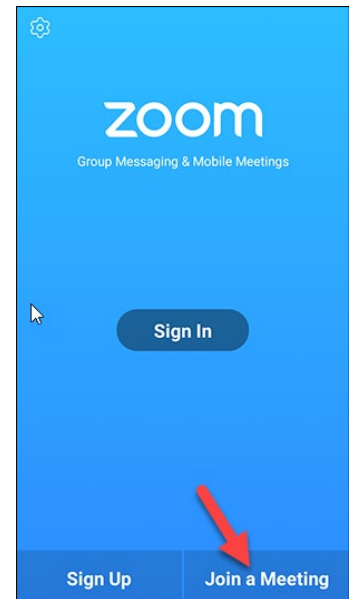 zoom
Group Messaging & Mobile Meetings
Sign In
Sign Up
Join a Meeting